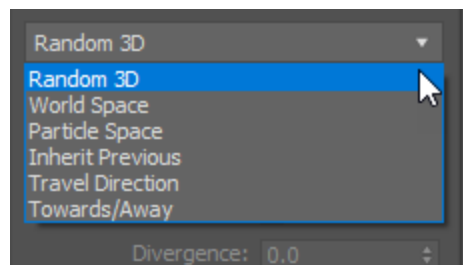 Random 3D
Random 3D
World Space
Particle Space
Inherit Previous
Travel Direction
Towards/Away
Divergence: 0.0